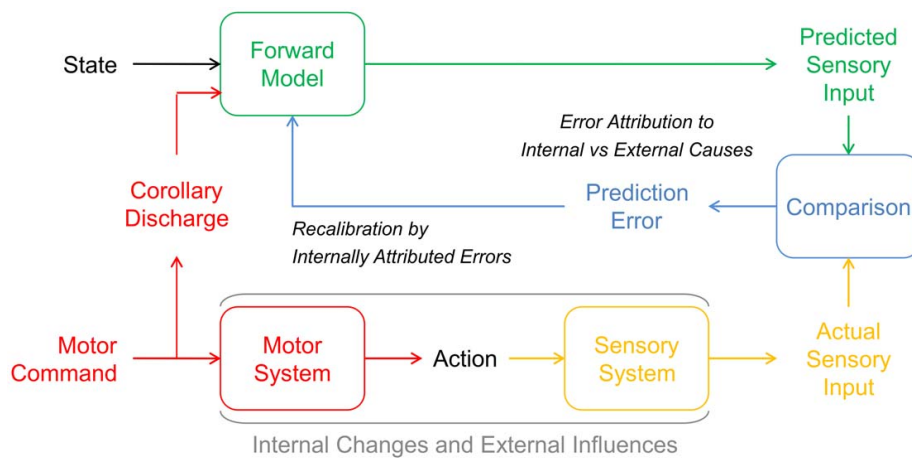 State
Forward
Model
Predicted
Sensory
Input
Error Attribution to
Internal vs External Causes
Corollary
Discharge
Prediction
Error
Comparison
Recalibration by
Internally Attributed Errors
Motor
Command
Motor
System
Action
Sensory
System
Actual
Sensory
Input
Internal Changes and External Influences